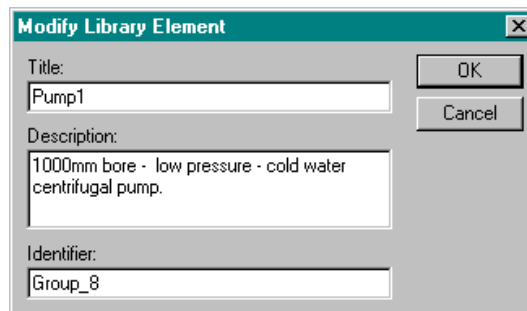 Modify Library Element
Title:
OK
Pump1
Cancel
Description:
1000mm bore -  low pressure - cold water
centrifugal pump.
Identifier:
Group_8